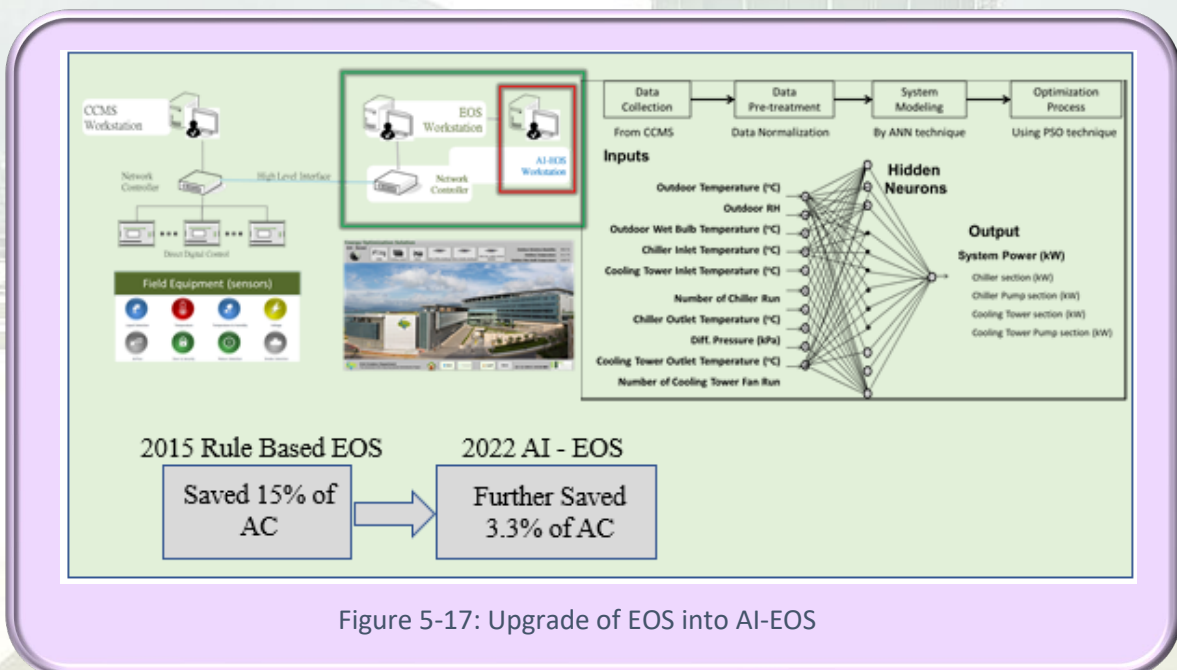 CCMS
Workstation
EOS
Workstation
AI-EOS
Workstation
Network
Controller
High Level Interface
Network
Controller
Direct Digital Control
Field Equipment (sensors)
Data
Collection
Data
Pre-treatment
System
Modeling
Optimization
Process
From CCMS
Data Normalization
By ANN technique
Using PSO technique
Inputs
Hidden
Neurons
Outdoor Temperature (°C)
Outdoor RH
Outdoor Wet Bulb Temperature (°C)
Chiller Inlet Temperature (°C)
Cooling Tower Inlet Temperature (°C)
Number of Chiller Run
Chiller Outlet Temperature (°C)
Diff. Pressure (kPa)
Cooling Tower Outlet Temperature (°C)
Number of Cooling Tower Fan Run
Output
System Power (kW)
Chiller section (kW)
Chiller Pump section (kW)
Cooling Tower section (kW)
Cooling Tower Pump section (kW)
2015 Rule Based EOS
2022 AI - EOS
Saved 15% of
AC
Further Saved
3.3% of AC
Figure 5-17: Upgrade of EOS into AI-EOS